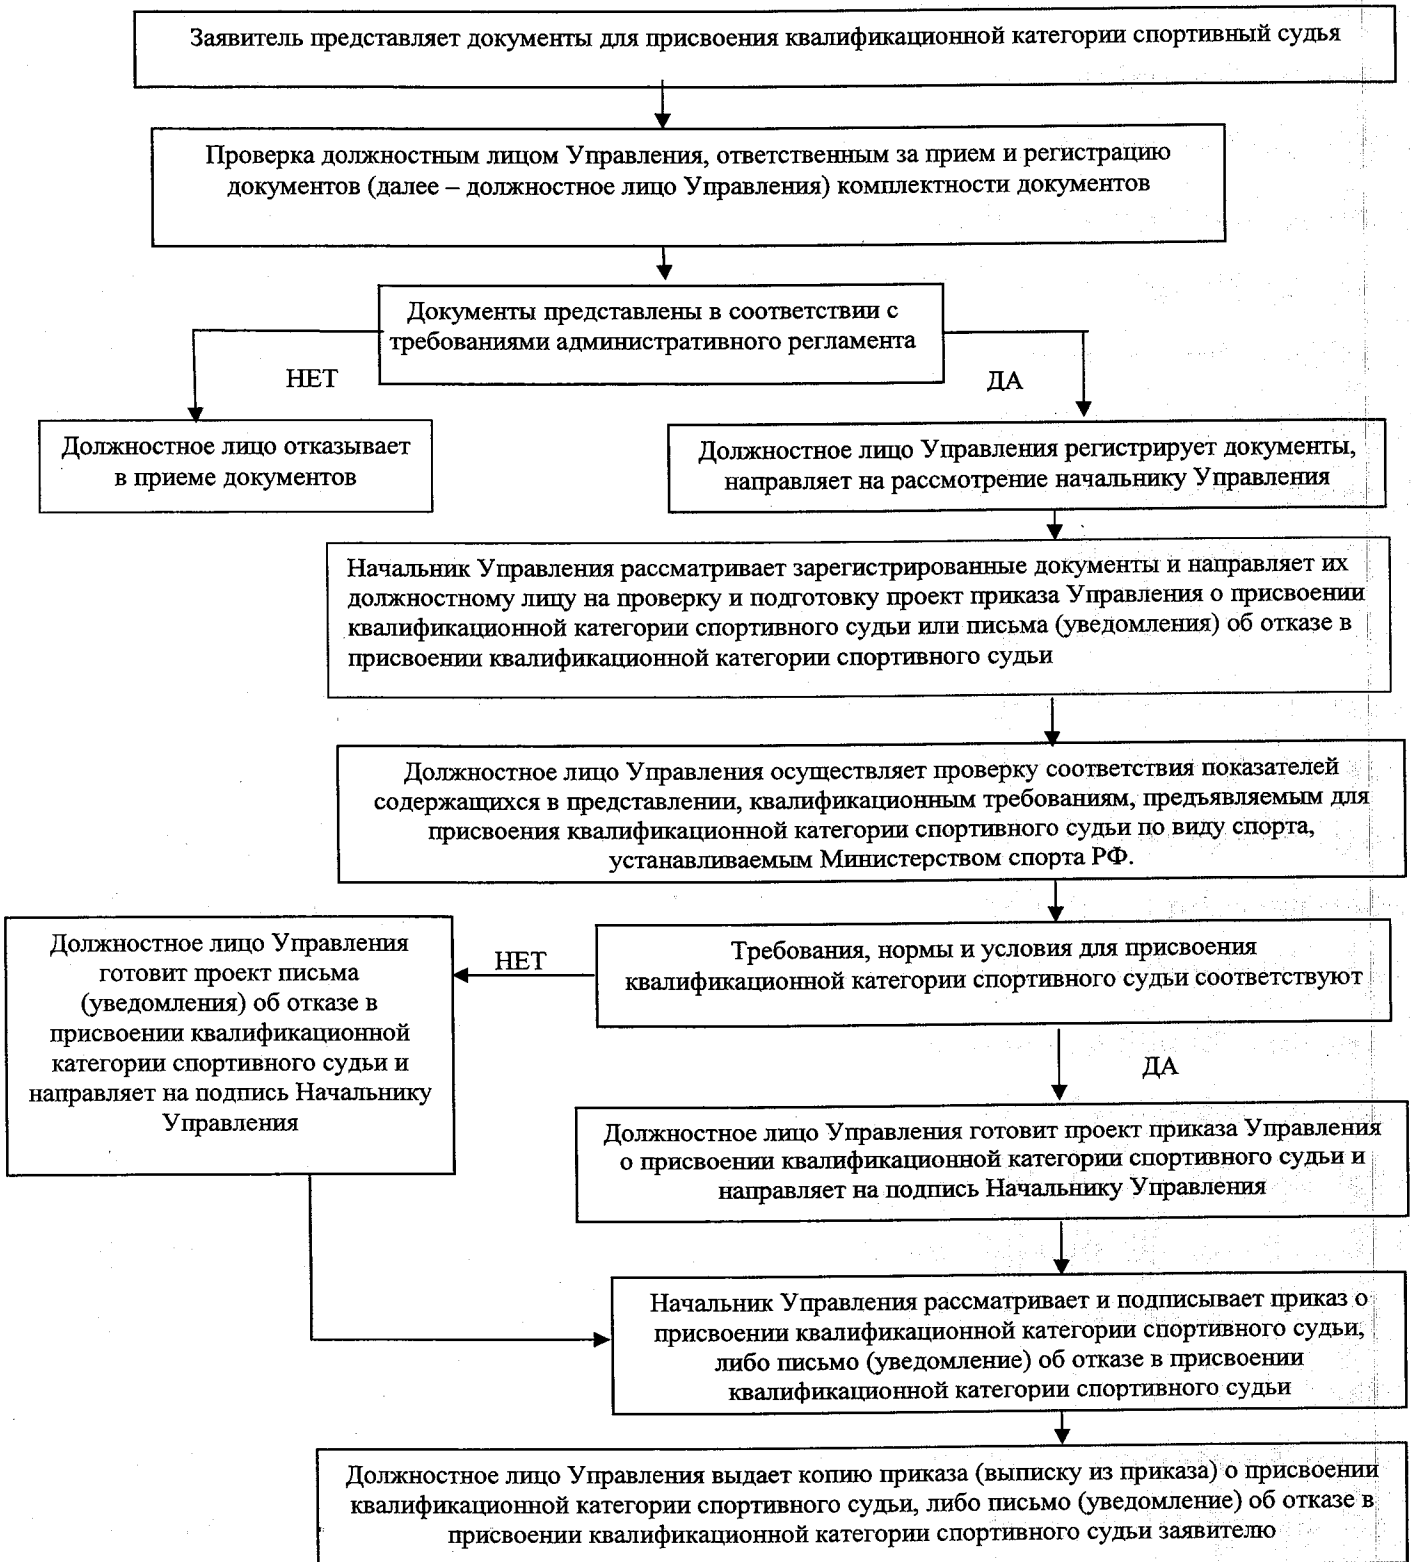 Заявитель представляет документы для присвоения квалификационной категории спортивный судья
Проверка должностным лицом Управления, ответственным за прием и регистрацию
документов (далее – должностное лицо Управления) комплектности документов
Документы представлены в соответствии с
требованиями административного регламента
НЕТ
ДА
Должностное лицо отказывает
в приеме документов
Должностное лицо Управления регистрирует документы,
направляет на рассмотрение начальнику Управления
Начальник Управления рассматривает зарегистрированные документы и направляет их
должностному лицу на проверку и подготовку проект приказа Управления о присвоении
квалификационной категории спортивного судьи или письма (уведомления) об отказе в
присвоении квалификационной категории спортивного судьи
Должностное лицо Управления осуществляет проверку соответствия показателей
содержащихся в представлении, квалификационным требованиям, предъявляемым для
присвоения квалификационной категории спортивного судьи по виду спорта,
устанавливаемым Министерством спорта РФ.
Требования, нормы и условия для присвоения
квалификационной категории спортивного судьи соответствуют
НЕТ
Должностное лицо Управления
готовит проект письма
(уведомления) об отказе в
присвоении квалификационной
категории спортивного судьи и
направляет на подпись Начальнику
Управления
ДА
Должностное лицо Управления готовит проект приказа Управления
о присвоении квалификационной категории спортивного судьи и
направляет на подпись Начальнику Управления
Начальник Управления рассматривает и подписывает приказ о
присвоении квалификационной категории спортивного судьи,
либо письмо (уведомление) об отказе в присвоении
квалификационной категории спортивного судьи
Должностное лицо Управления выдает копию приказа (выписку из приказа) о присвоении
квалификационной категории спортивного судьи, либо письмо (уведомление) об отказе в
присвоении квалификационной категории спортивного судьи заявителю